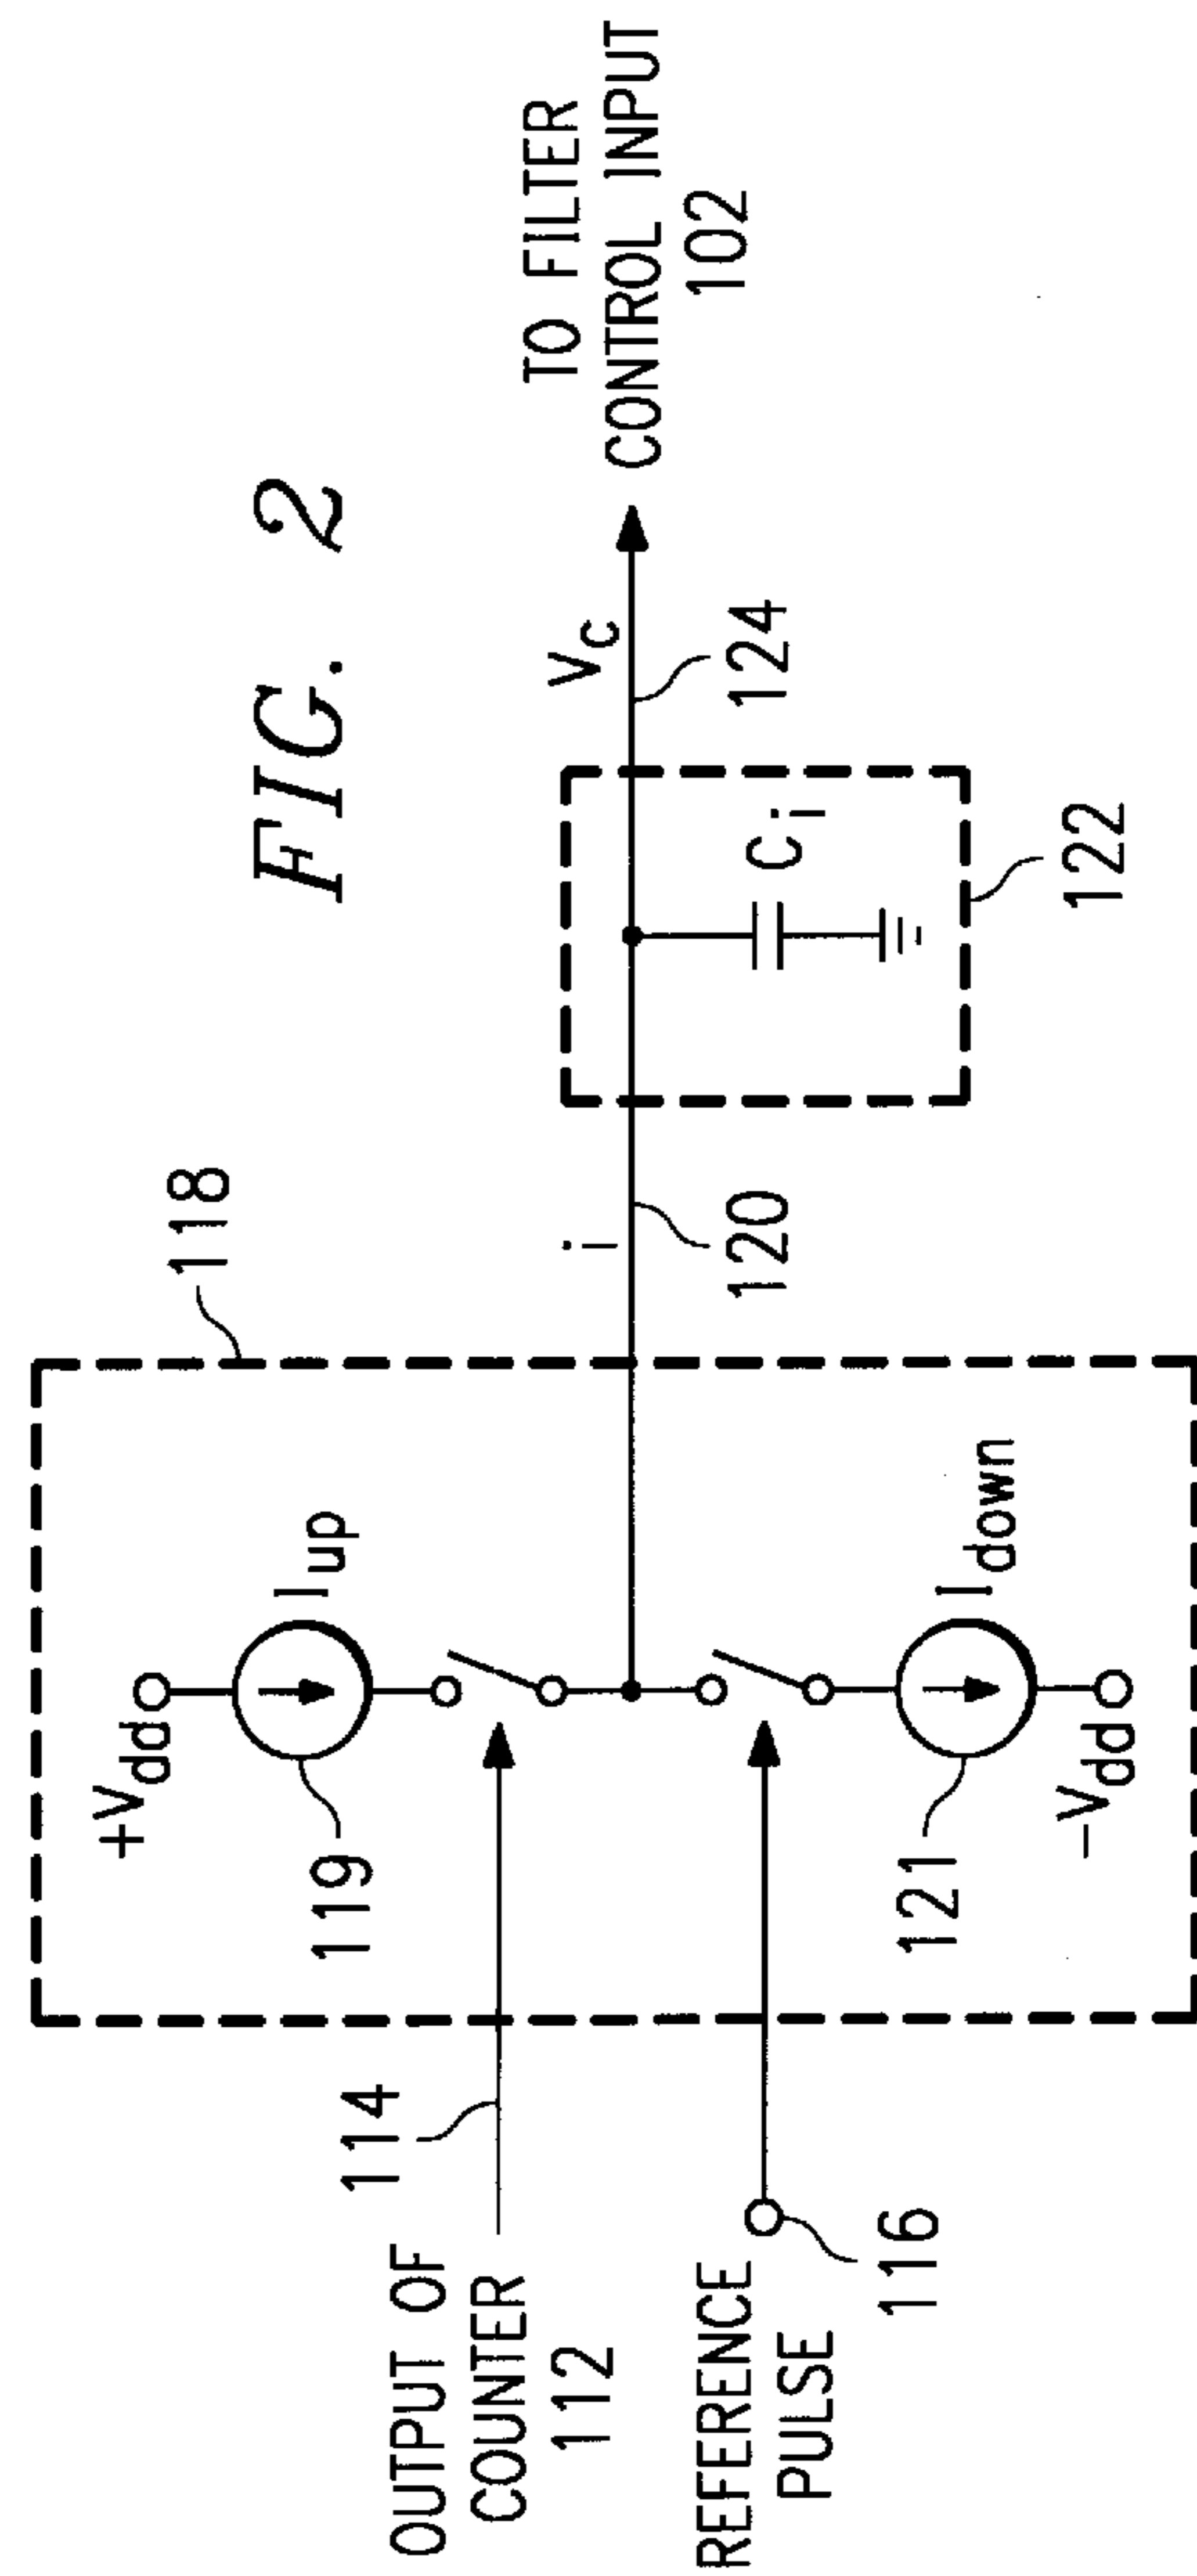 FIG. 2
118
+Vdd
Iup
119
114
OUTPUT OF
COUNTER
112
i
120
Vc
124
TO FILTER
CONTROL INPUT
102
Ci
122
REFERENCE
PULSE
116
Idown
121
-Vdd